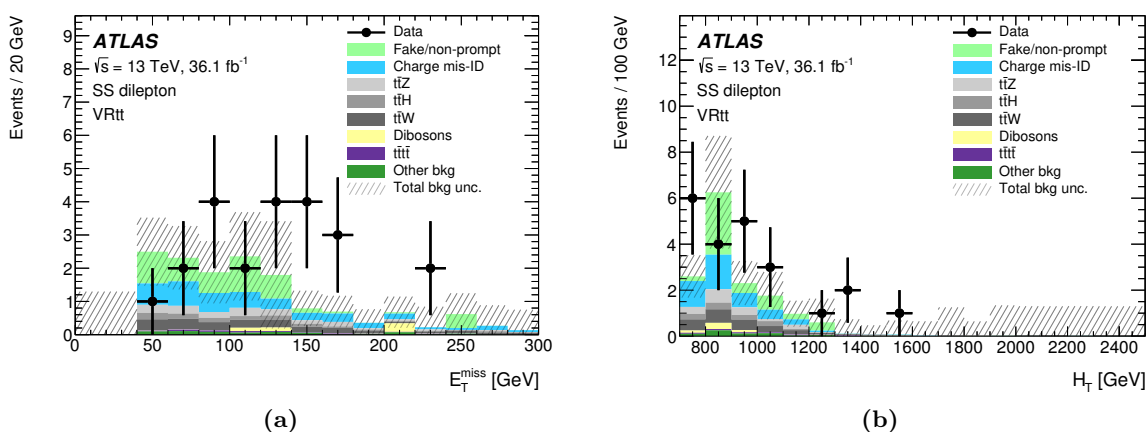 Events / 20 GeV
9
8
7
6
5
4
3
2
1
0
ATLAS
√s = 13 TeV, 36.1 fb⁻¹
SS dilepton
VRtt
Data
Fake/non-prompt
Charge mis-ID
tt̄Z
tt̄H
tt̄W
Dibosons
tt̄tt̄
Other bkg
Total bkg unc.
0 50 100 150 200 250 300
E_T^miss [GeV]
(a)
Events / 100 GeV
12
10
8
6
4
2
0
ATLAS
√s = 13 TeV, 36.1 fb⁻¹
SS dilepton
VRtt
Data
Fake/non-prompt
Charge mis-ID
tt̄Z
tt̄H
tt̄W
Dibosons
tt̄tt̄
Other bkg
Total bkg unc.
800 1000 1200 1400 1600 1800 2000 2200 2400
H_T [GeV]
(b)